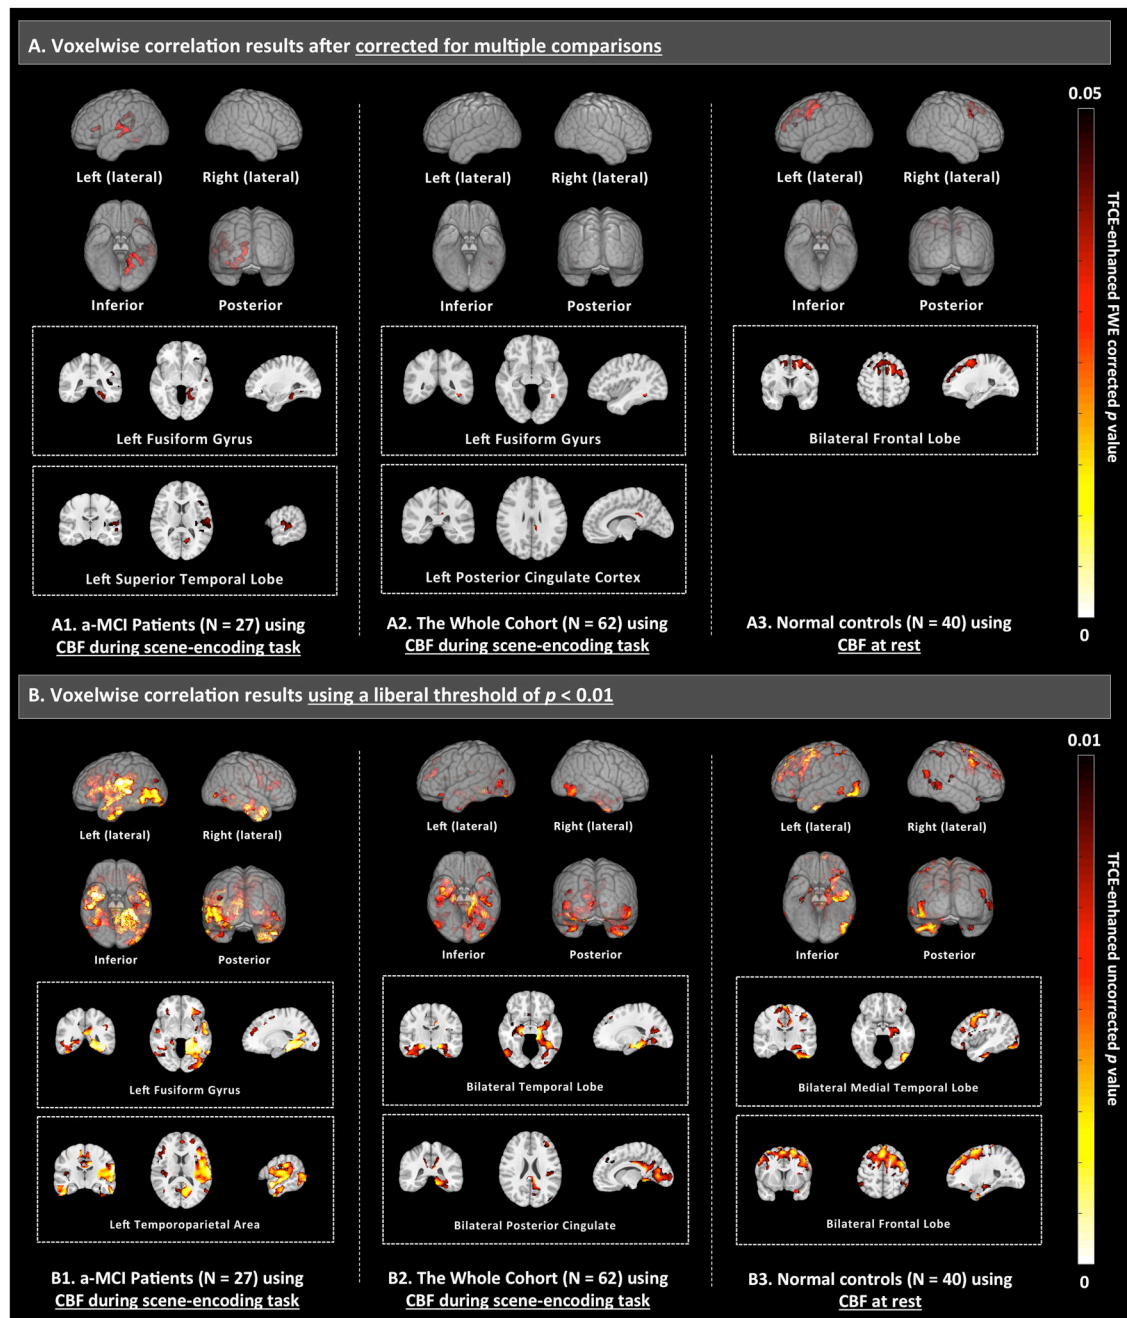 A. Voxelwise correlation results after corrected for multiple comparisons
0.05
Left (lateral)
Right (lateral)
Left (lateral)
Right (lateral)
Left (lateral)
Right (lateral)
Inferior
Posterior
Inferior
Posterior
Inferior
Posterior
TFCE-enhanced FWE corrected p value
Left Fusiform Gyrus
Left Fusiform Gyurs
Bilateral Frontal Lobe
Left Superior Temporal Lobe
Left Posterior Cingulate Cortex
0
A1. a-MCI Patients (N = 27) using
CBF during scene-encoding task
A2. The Whole Cohort (N = 62) using
CBF during scene-encoding task
A3. Normal controls (N = 40) using
CBF at rest
B. Voxelwise correlation results using a liberal threshold of p < 0.01
0.01
Left (lateral)
Right (lateral)
Left (lateral)
Right (lateral)
Left (lateral)
Right (lateral)
Inferior
Posterior
Inferior
Posterior
Inferior
Posterior
TFCE-enhanced uncorrected p value
Left Fusiform Gyrus
Bilateral Temporal Lobe
Bilateral Medial Temporal Lobe
Left Temporoparietal Area
Bilateral Posterior Cingulate
Bilateral Frontal Lobe
0
B1. a-MCI Patients (N = 27) using
CBF during scene-encoding task
B2. The Whole Cohort (N = 62) using
CBF during scene-encoding task
B3. Normal controls (N = 40) using
CBF at rest